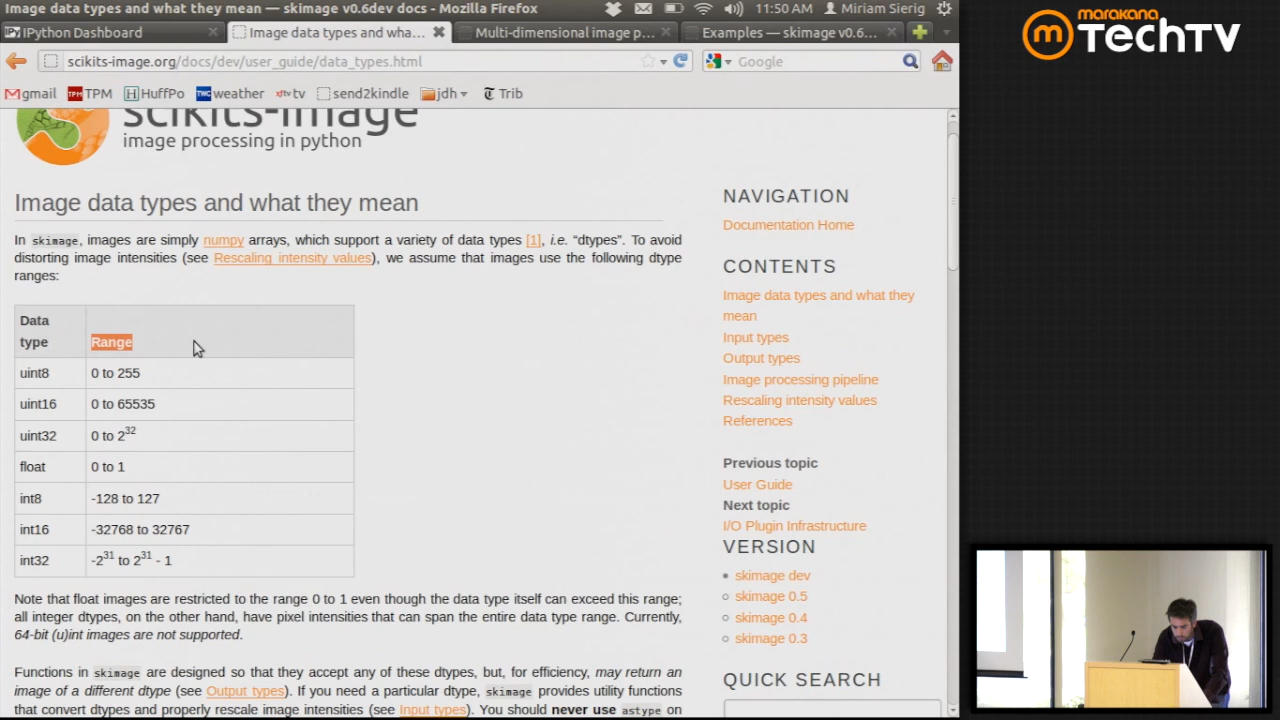 Image data types and what they mean — skimage v0.6dev docs - Mozilla Firefox
11:50 AM
Miriam Sierig
IP[y]
IPython Dashboard
Image data types and wha...
Multi-dimensional image p...
Examples — skimage v0.6...
scikits-image.org/docs/dev/user_guide/data_types.html
Google
gmail
TPM
TPM
HuffPo
weather
xftv tv
send2kindle
jdh
Trib
scikits-image
image processing in python
Image data types and what they mean
In skimage, images are simply numpy arrays, which support a variety of data types [1], i.e. “dtypes”. To avoid
distorting image intensities (see Rescaling intensity values), we assume that images use the following dtype
ranges:
Data
type Range
uint8 0 to 255
uint16 0 to 65535
uint32 0 to 2³²
float 0 to 1
int8 -128 to 127
int16 -32768 to 32767
int32 -2³¹ to 2³¹ - 1
Note that float images are restricted to the range 0 to 1 even though the data type itself can exceed this range;
all integer dtypes, on the other hand, have pixel intensities that can span the entire data type range. Currently,
64-bit (u)int images are not supported.
Functions in skimage are designed so that they accept any of these dtypes, but, for efficiency, may return an
image of a different dtype (see Output types). If you need a particular dtype, skimage provides utility functions
that convert dtypes and properly rescale image intensities (see Input types). You should never use astype on
NAVIGATION
Documentation Home
CONTENTS
Image data types and what they
mean
Input types
Output types
Image processing pipeline
Rescaling intensity values
References
Previous topic
User Guide
Next topic
I/O Plugin Infrastructure
VERSION
skimage dev
skimage 0.5
skimage 0.4
skimage 0.3
QUICK SEARCH
marakana
TechTV